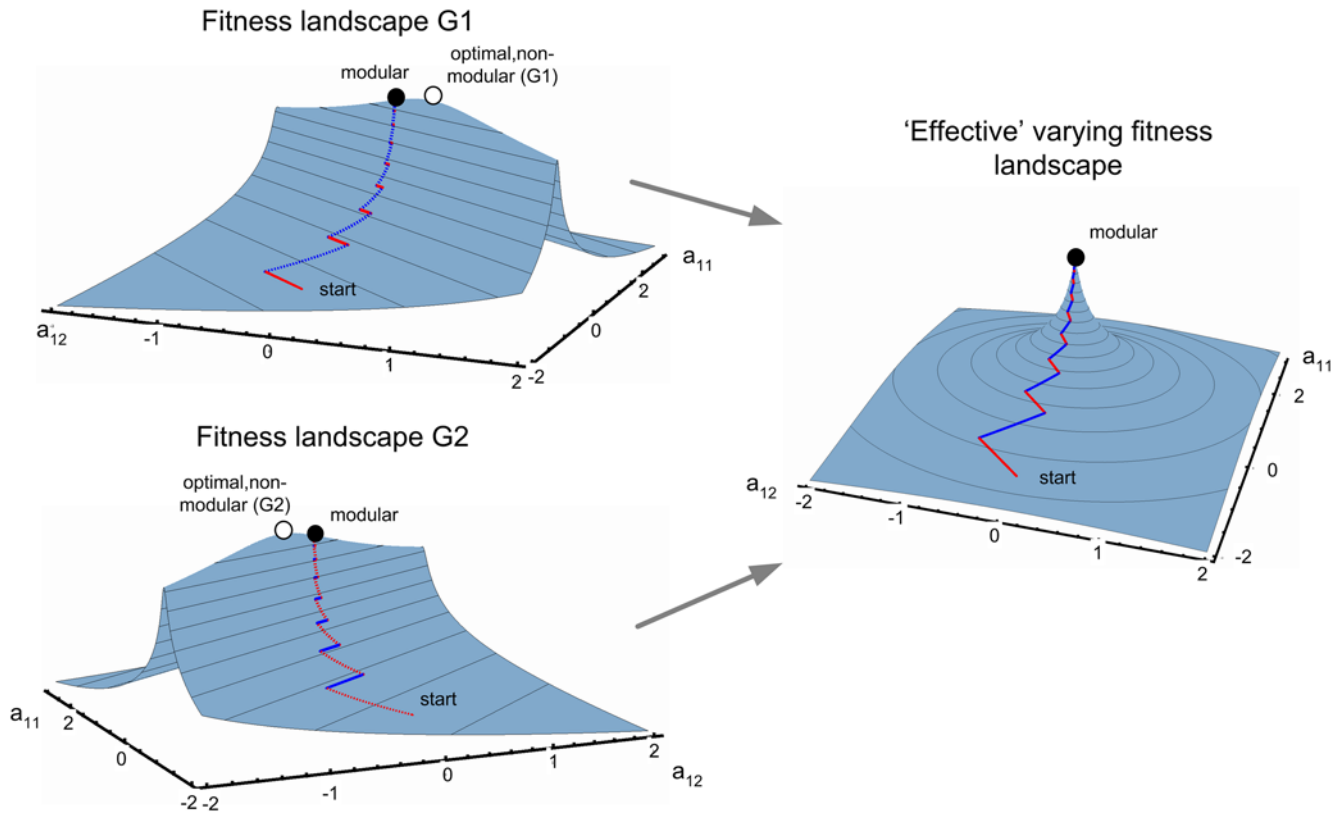 Fitness landscape G1
optimal,non-
modular (G1)
modular
start
a11
2
0
-2
a12
-1
0
1
2
'Effective' varying fitness
landscape
modular
start
a11
2
0
-2
a12
-2
-1
0
1
2
Fitness landscape G2
optimal,non-
modular (G2)
modular
start
a11
2
0
-2
-2
-1
0
1
2
a12